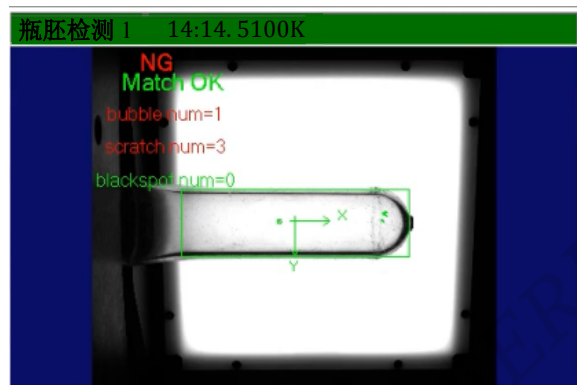 瓶胚检测 1 14:14.5100K
NG
Match OK
bubble num=1
scratch num=3
blackspot num=0
X
Y